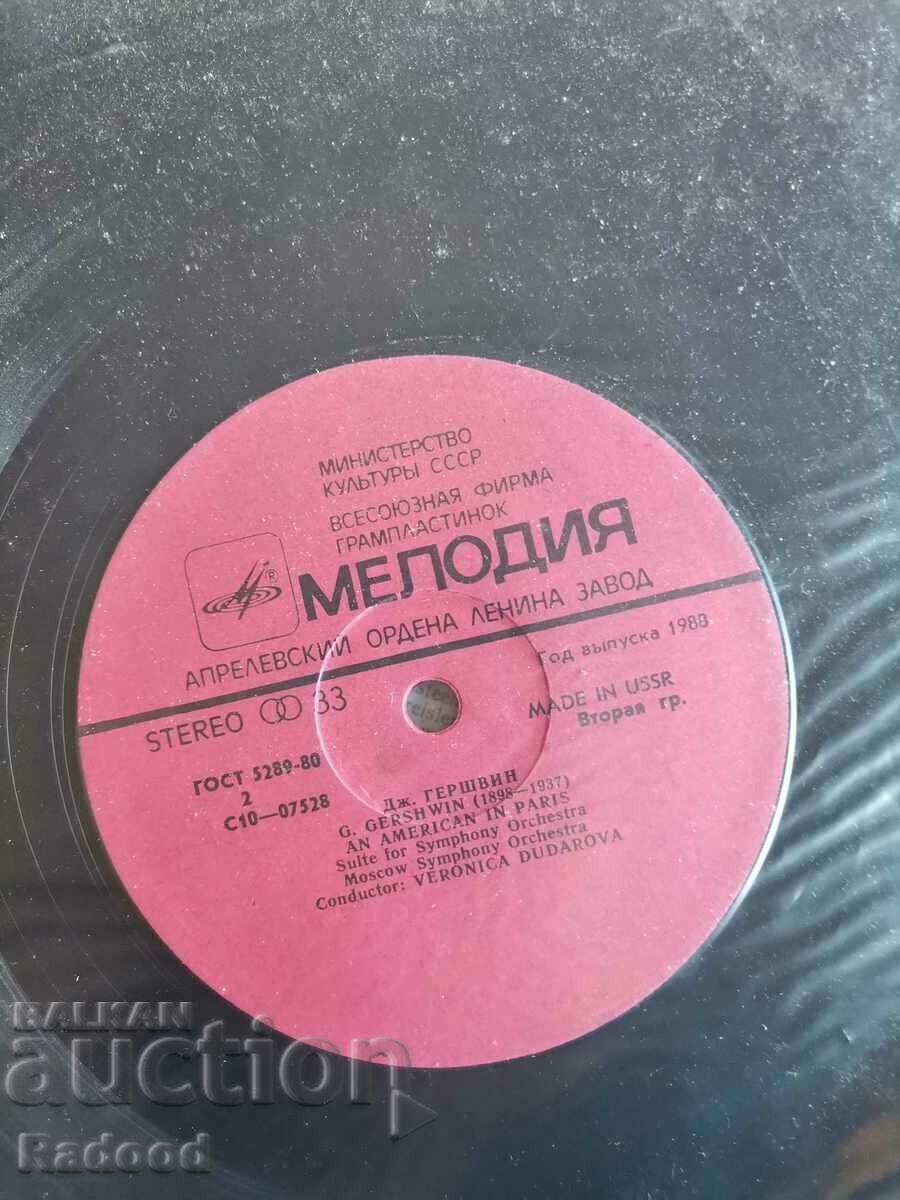 МИНИСТЕРСТВО
КУЛЬТУРЫ СССР
ВСЕСОЮЗНАЯ ФИРМА
ГРАМПЛАСТИНОК
® МЕЛОДИЯ
АПРЕЛЕВСКИЙ ОРДЕНА ЛЕНИНА ЗАВОД
STEREO 33
Год выпуска 1988
MADE IN USSR
Вторая гр.
ГОСТ 5289-80
2
С10—07528
Дж. ГЕРШВИН
G. GERSHWIN (1898–1937)
AN AMERICAN IN PARIS
Suite for Symphony Orchestra
Moscow Symphony Orchestra
Conductor: VERONICA DUDAROVA
BALKAN
auction
Radood